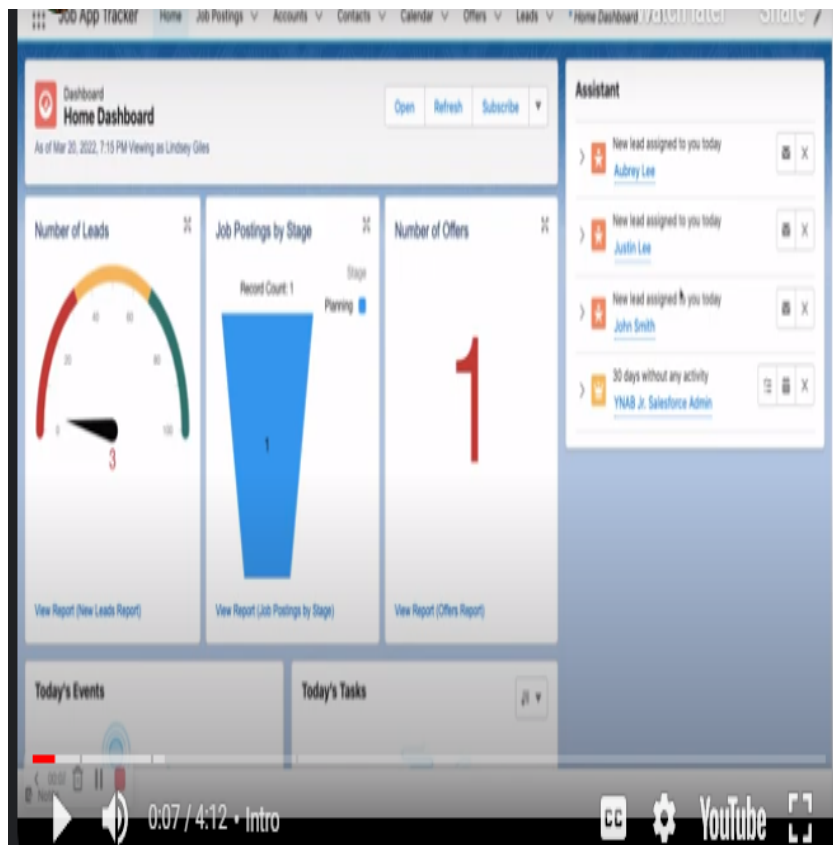 Job App Tracker Home Job Postings Accounts Contacts Calendar Offers Leads * Home Dashboard Watch later Share
Dashboard
Home Dashboard
As of Mar 20, 2022, 7:15 PM Viewing as Lindsey Giles
Open Refresh Subscribe
Number of Leads
40 60
20 80
0 100
3
View Report (New Leads Report)
Job Postings by Stage
Stage
Record Count: 1
Planning
1
View Report (Job Postings by Stage)
Number of Offers
1
View Report (Offers Report)
Assistant
New lead assigned to you today
Aubrey Lee
New lead assigned to you today
Justin Lee
New lead assigned to you today
John Smith
30 days without any activity
YNAB Jr. Salesforce Admin
Today's Events
Today's Tasks
0:07 / 4:12 • Intro
CC
YouTube